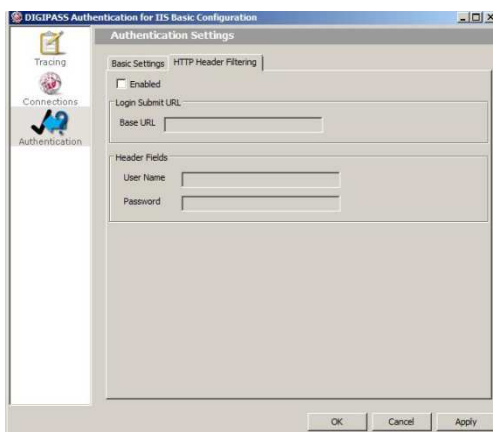 DIGIPASS Authentication for IIS Basic Configuration
Authentication Settings
Tracing
Connections
Authentication
Basic Settings
HTTP Header Filtering
Enabled
Login Submit URL
Base URL
Header Fields
User Name
Password
OK
Cancel
Apply